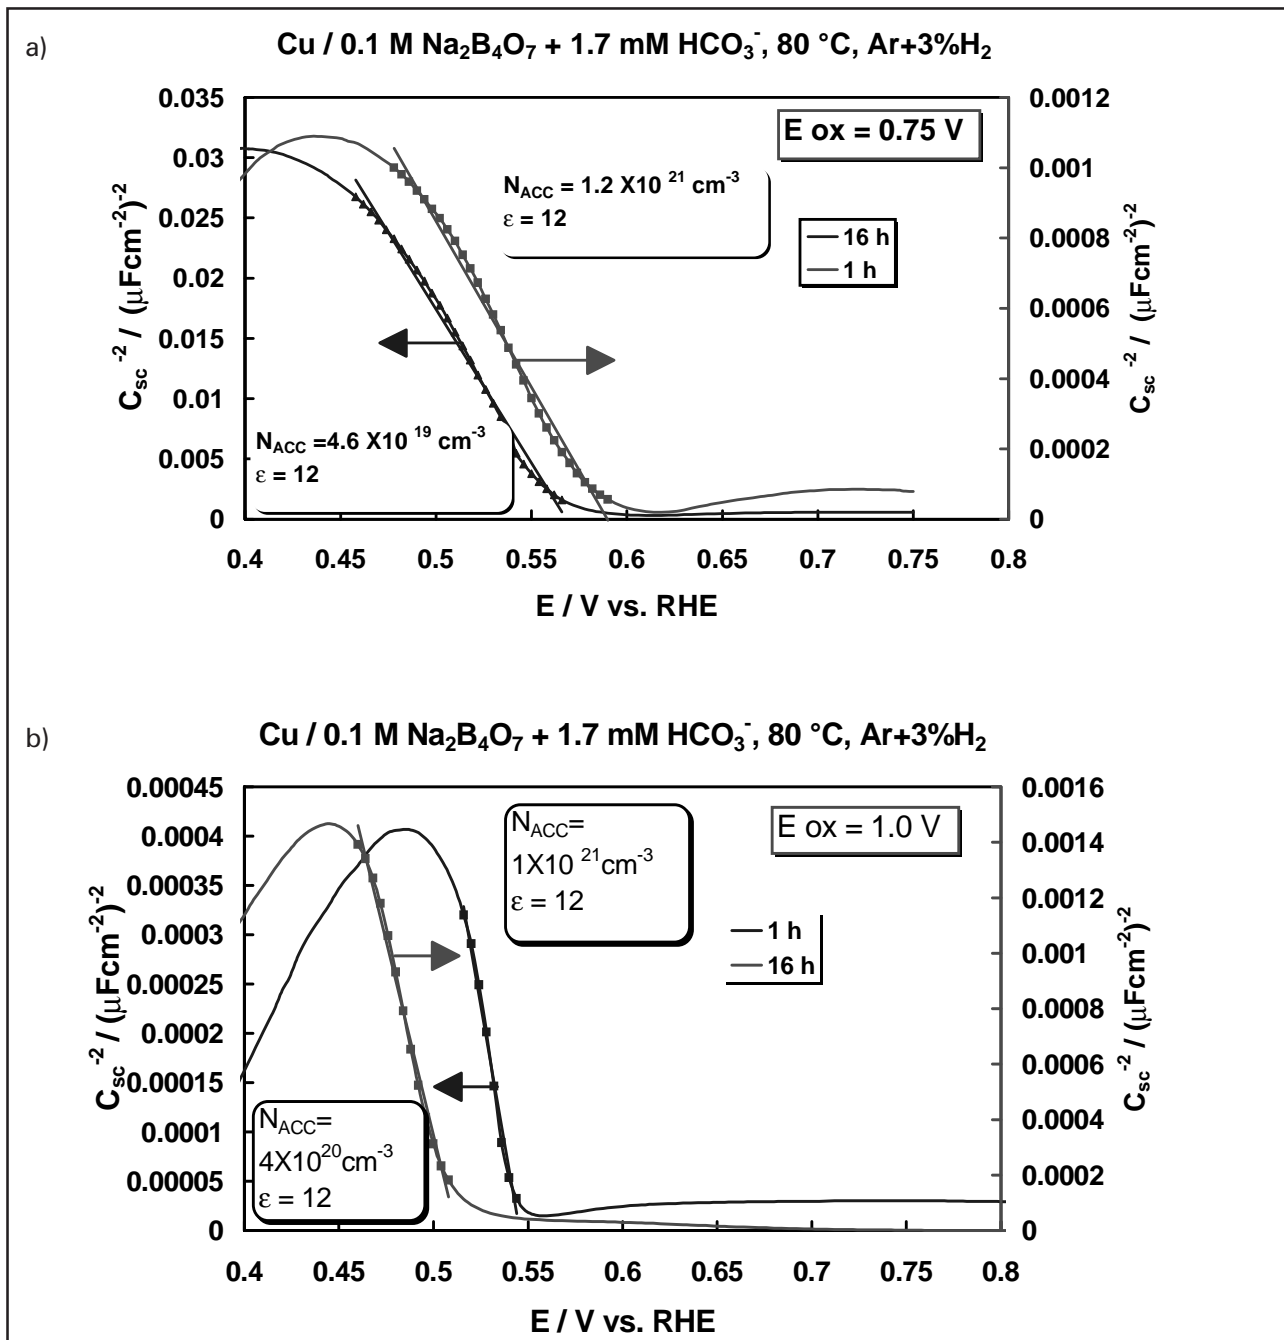 a)
Cu / 0.1 M Na₂B₄O₇ + 1.7 mM HCO₃⁻, 80 °C, Ar+3%H₂
0.035
0.03
0.025
0.02
0.015
0.01
0.005
0
C_sc⁻² / (μFcm⁻²)⁻²
0.0012
0.001
0.0008
0.0006
0.0004
0.0002
0
C_sc⁻² / (μFcm⁻²)⁻²
E ox = 0.75 V
N_ACC = 1.2 X10 ²¹ cm⁻³
ε = 12
16 h
1 h
N_ACC =4.6 X10 ¹⁹ cm⁻³
ε = 12
0.4 0.45 0.5 0.55 0.6 0.65 0.7 0.75 0.8
E / V vs. RHE
b)
Cu / 0.1 M Na₂B₄O₇ + 1.7 mM HCO₃⁻, 80 °C, Ar+3%H₂
0.00045
0.0004
0.00035
0.0003
0.00025
0.0002
0.00015
0.0001
0.00005
0
C_sc⁻² / (μFcm⁻²)⁻²
0.0016
0.0014
0.0012
0.001
0.0008
0.0006
0.0004
0.0002
0
C_sc⁻² / (μFcm⁻²)⁻²
N_ACC=
1X10 ²¹cm⁻³
ε = 12
E ox = 1.0 V
1 h
16 h
N_ACC=
4X10²⁰cm⁻³
ε = 12
0.4 0.45 0.5 0.55 0.6 0.65 0.7 0.75 0.8
E / V vs. RHE